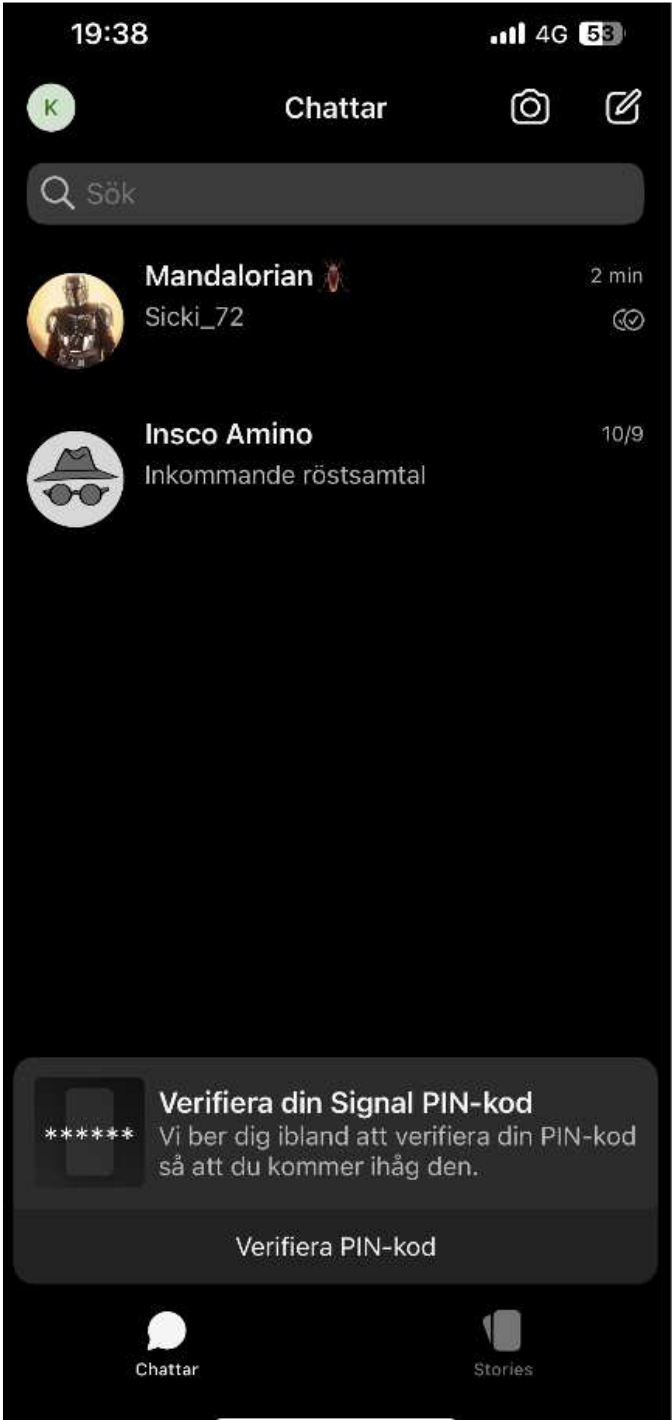 19:38
4G 53
K
Chattar
Sök
Mandalorian 🪳
2 min
Sicki_72
Insco Amino
10/9
Inkommande röstsamtal
Verifiera din Signal PIN-kod
******
Vi ber dig ibland att verifiera din PIN-kod
så att du kommer ihåg den.
Verifiera PIN-kod
Chattar
Stories